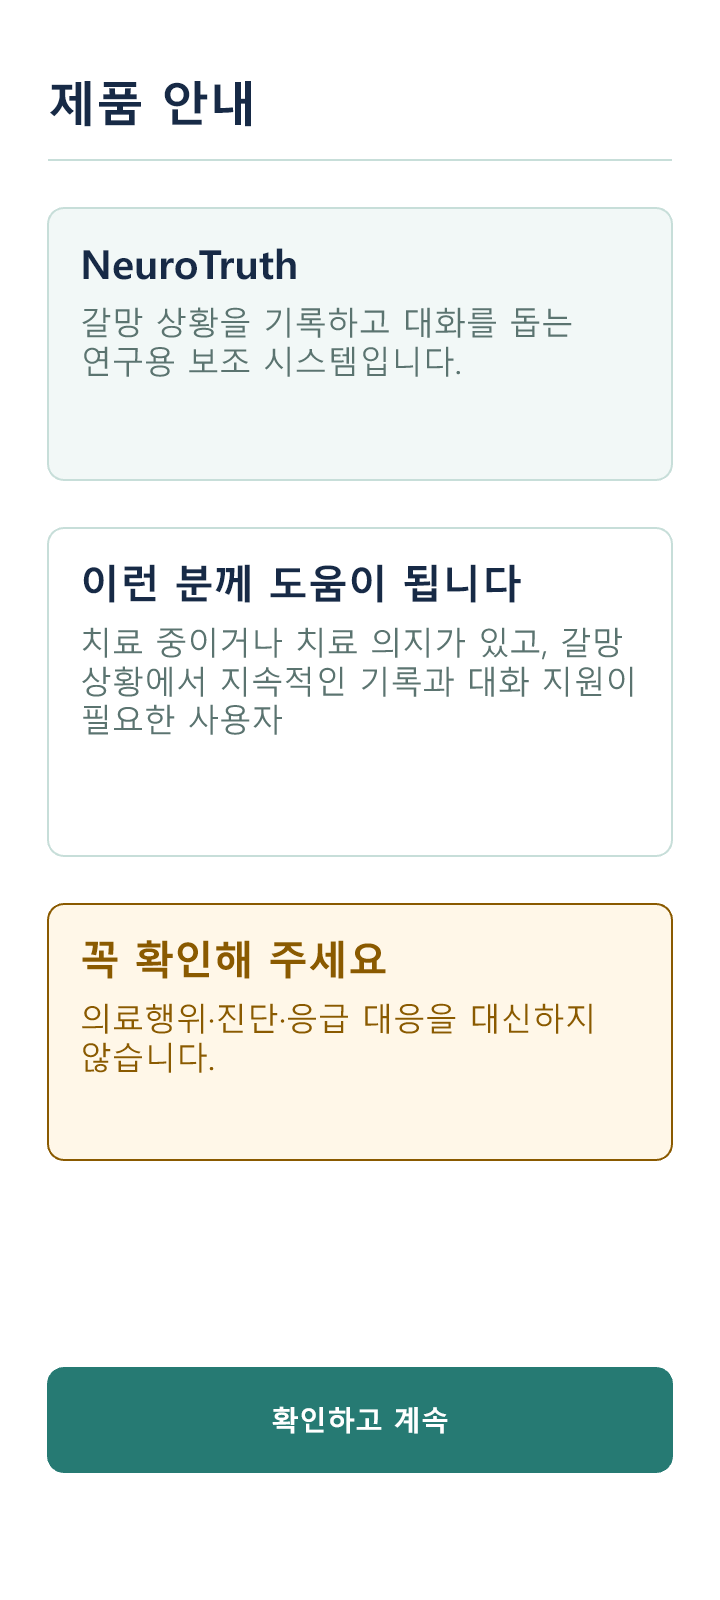 제품 안내
NeuroTruth
갈망 상황을 기록하고 대화를 돕는
연구용 보조 시스템입니다.
이런 분께 도움이 됩니다
치료 중이거나 치료 의지가 있고, 갈망
상황에서 지속적인 기록과 대화 지원이
필요한 사용자
꼭 확인해 주세요
의료행위·진단·응급 대응을 대신하지
않습니다.
확인하고 계속